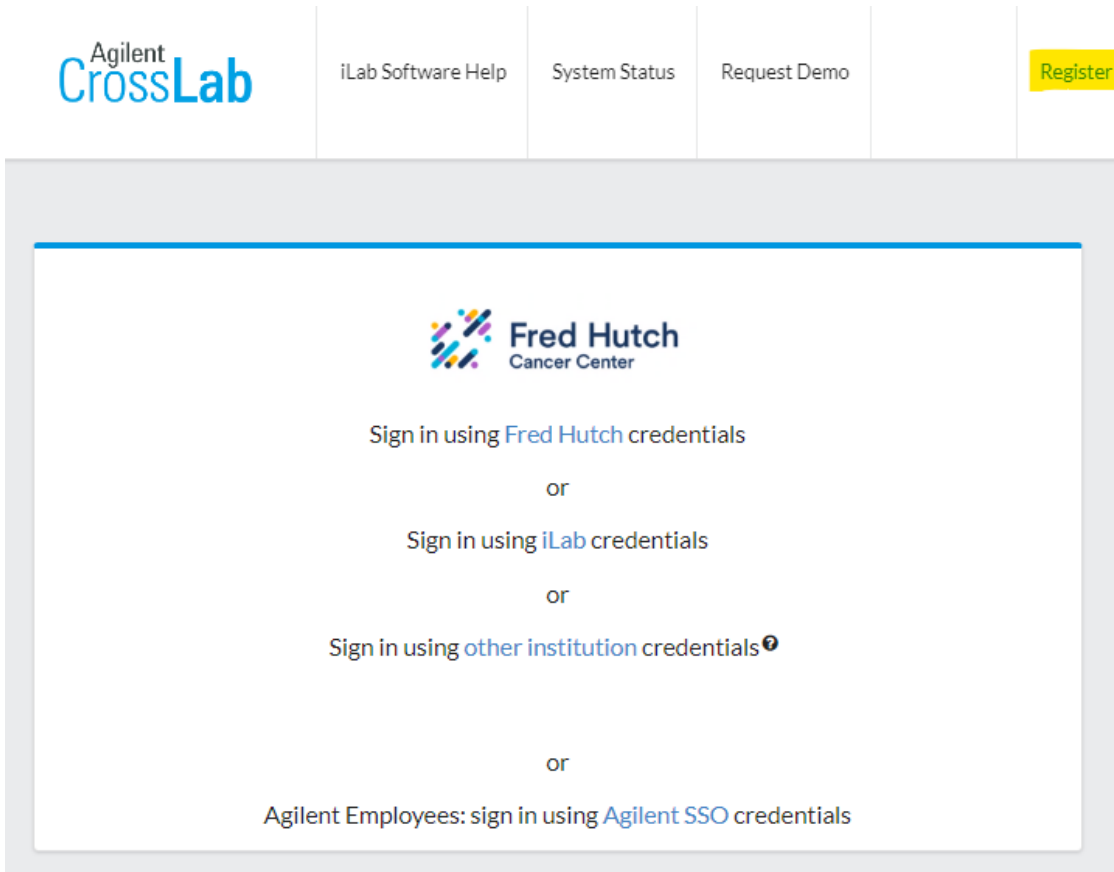 Agilent
CrossLab
iLab Software Help
System Status
Request Demo
Register
Fred Hutch
Cancer Center
Sign in using Fred Hutch credentials
or
Sign in using iLab credentials
or
Sign in using other institution credentials?
or
Agilent Employees: sign in using Agilent SSO credentials